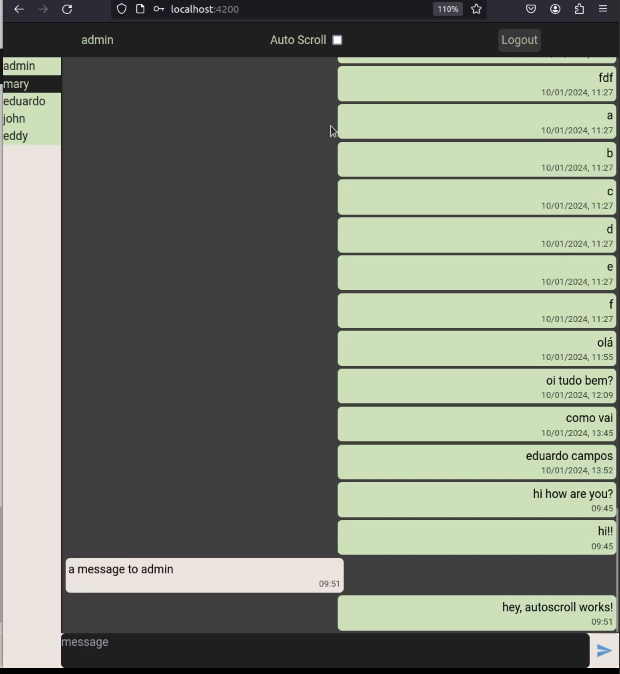 localhost:4200
110%
admin
Auto Scroll
Logout
admin
mary
eduardo
john
eddy
fdf
10/01/2024, 11:27
a
10/01/2024, 11:27
b
10/01/2024, 11:27
c
10/01/2024, 11:27
d
10/01/2024, 11:27
e
10/01/2024, 11:27
f
10/01/2024, 11:27
olá
10/01/2024, 11:55
oi tudo bem?
10/01/2024, 12:09
como vai
10/01/2024, 13:45
eduardo campos
10/01/2024, 13:52
hi how are you?
09:45
hi!!
09:45
a message to admin
09:51
hey, autoscroll works!
09:51
message